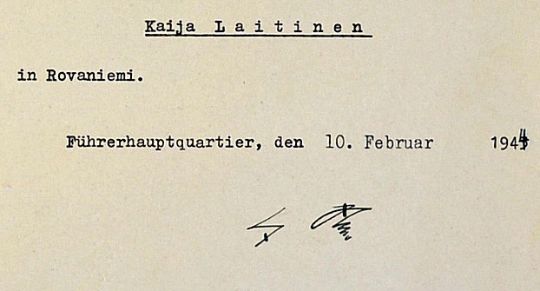 Kaija Laitinen
in Rovaniemi.
Führerhauptquartier, den 10. Februar 1944